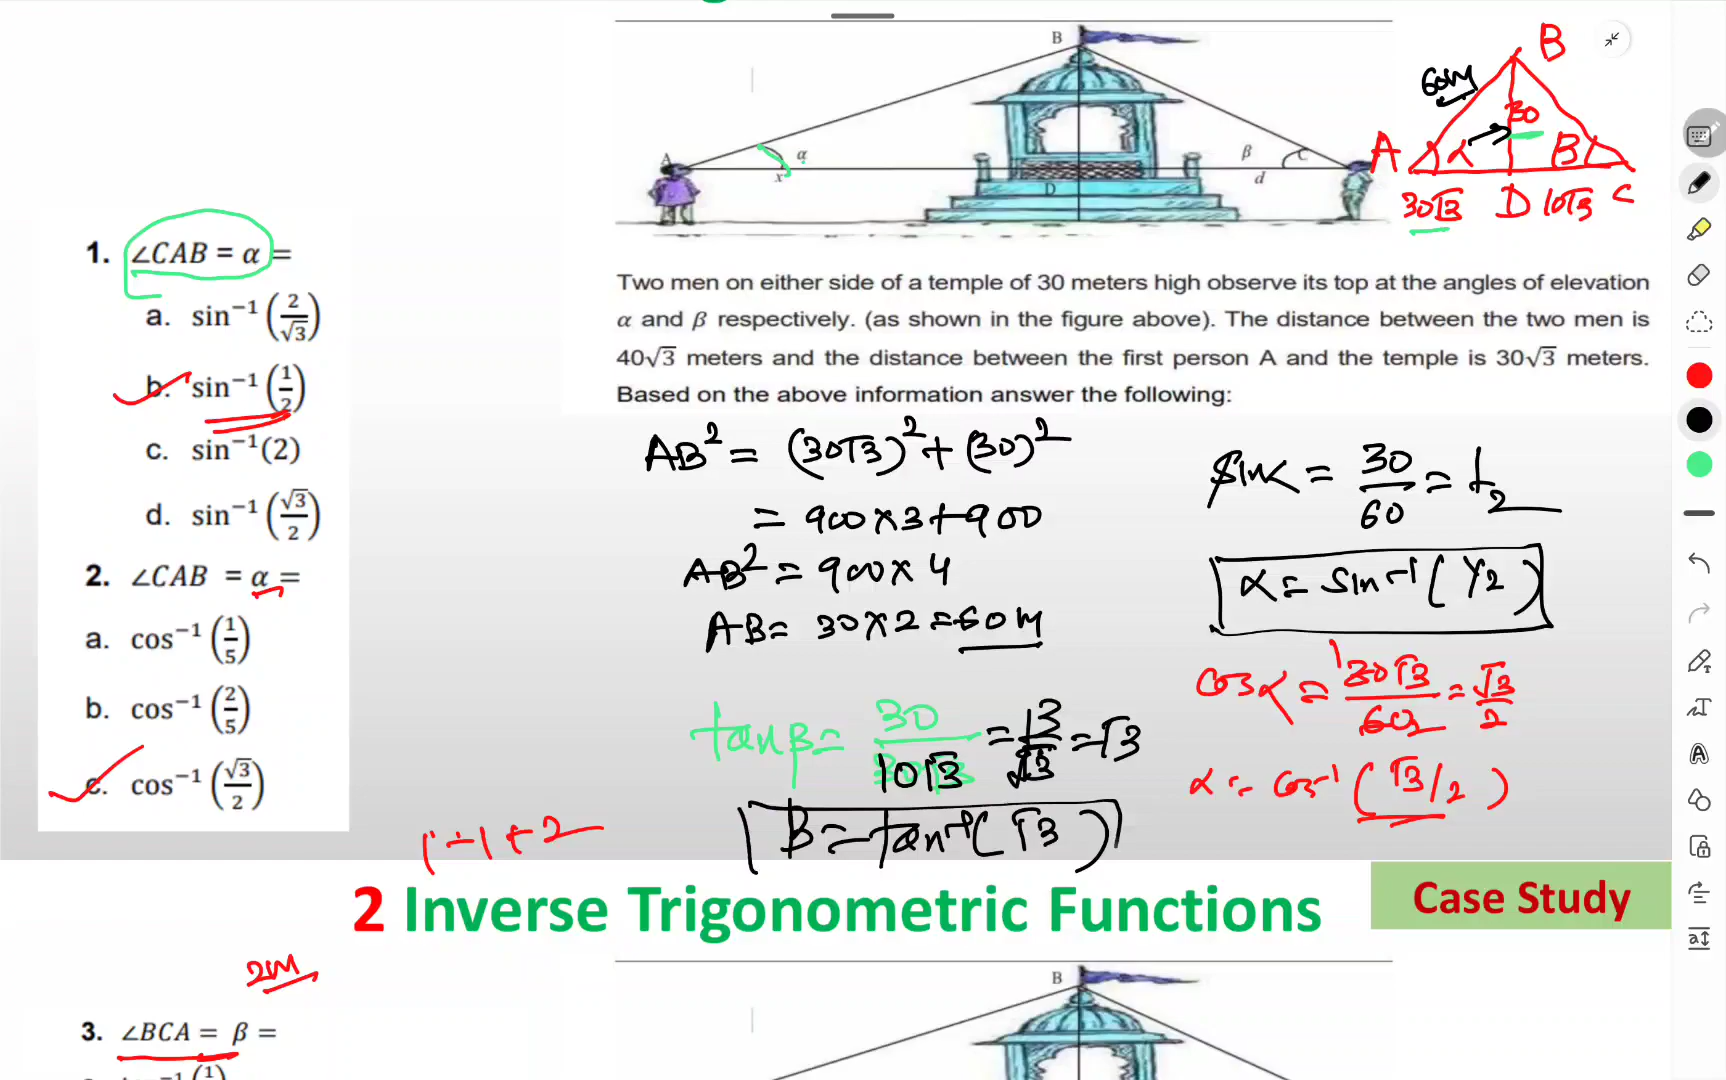 B
A
α
x
β
C
d
D
B
60M
30
A
α
B
30√3
D
10√3
C
Two men on either side of a temple of 30 meters high observe its top at the angles of elevation
α and β respectively. (as shown in the figure above). The distance between the two men is
40√3 meters and the distance between the first person A and the temple is 30√3 meters.
Based on the above information answer the following:
1. ∠CAB = α =
a. sin⁻¹(2/√3)
b. sin⁻¹(1/2)
c. sin⁻¹(2)
d. sin⁻¹(√3/2)
2. ∠CAB = α =
a. cos⁻¹(1/5)
b. cos⁻¹(2/5)
c. cos⁻¹(√3/2)
AB² = (30√3)² + (30)²
= 900×3+900
AB² = 900×4
AB = 30×2 = 60M
tanβ = 30/10√3 = 3/√3 = √3
B = tan⁻¹(√3)
sinα = 30/60 = 1/2
α = sin⁻¹(1/2)
cosα = 30√3/60 = √3/2
α = cos⁻¹(√3/2)
1+1+2
2 Inverse Trigonometric Functions
Case Study
2M
B
3. ∠BCA = β =